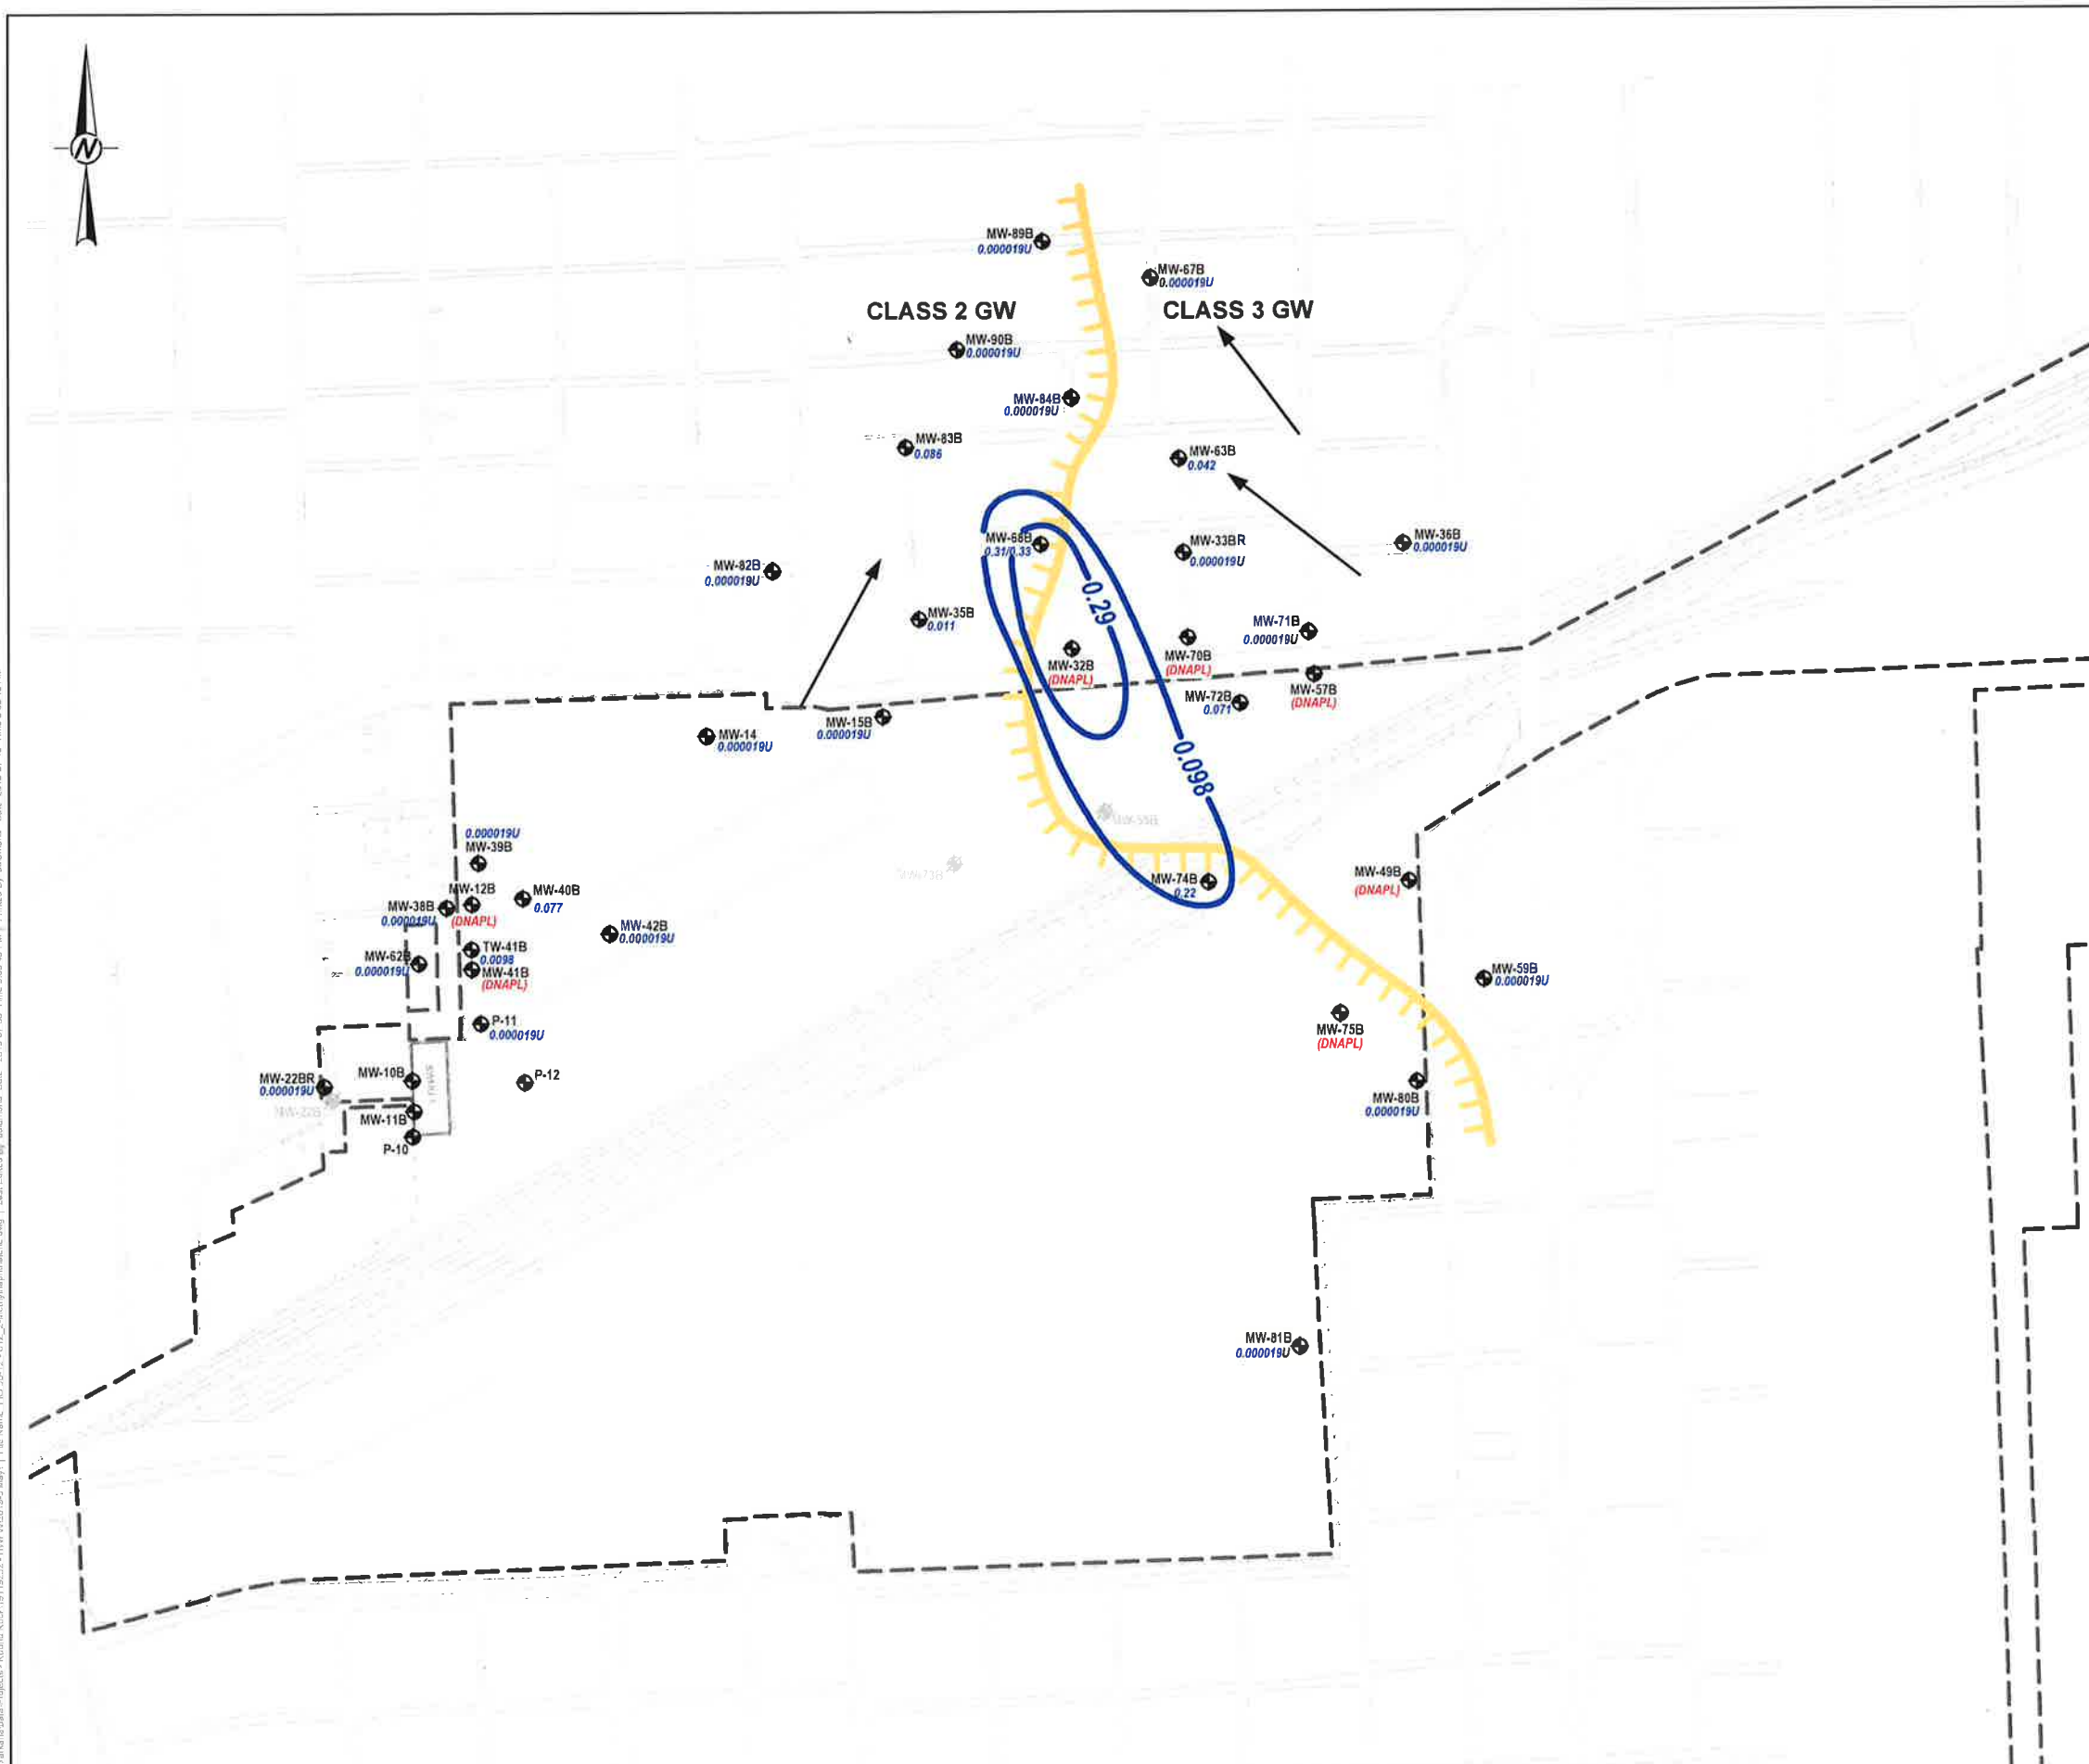 N
MW-89B
0.000019U
MW-67B
0.000019U
CLASS 2 GW
CLASS 3 GW
MW-90B
0.000019U
MW-84B
0.000019U
MW-83B
0.086
MW-63B
0.042
MW-68B
0.31/0.33
MW-33BR
0.000019U
MW-36B
0.000019U
MW-82B
0.000019U
0.29
MW-35B
0.011
MW-71B
0.000019U
MW-32B
(DNAPL)
MW-70B
(DNAPL)
MW-57B
(DNAPL)
MW-72B
0.071
MW-15B
0.000019U
MW-14
0.000019U
0.098
MW-58B
0.000019U
MW-39B
MW-73B
MW-74B
0.22
MW-49B
(DNAPL)
MW-12B
(DNAPL)
MW-40B
0.077
MW-38B
0.000019U
MW-42B
0.000019U
TW-41B
0.0098
MW-62B
0.000019U
MW-41B
(DNAPL)
MW-59B
0.000019U
P-11
0.000019U
MW-75B
(DNAPL)
MW-10B
P-12
MW-22BR
0.000019U
MW-22B
MW-80B
0.000019U
MW-11B
P-10
MW-81B
0.000019U